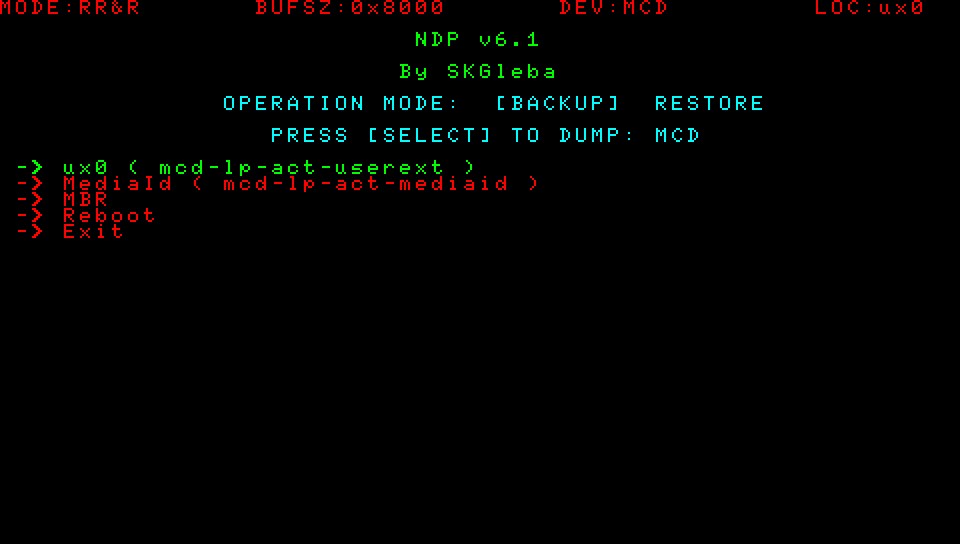 MODE:RR&R BUFSZ:0x8000 DEV:MCD LOC:ux0
NDP v6.1
By SKGleba
OPERATION MODE: [BACKUP] RESTORE
PRESS [SELECT] TO DUMP: MCD
-> ux0 ( mcd-lp-act-userext )
-> MediaId ( mcd-lp-act-mediaid )
-> MBR
-> Reboot
-> Exit